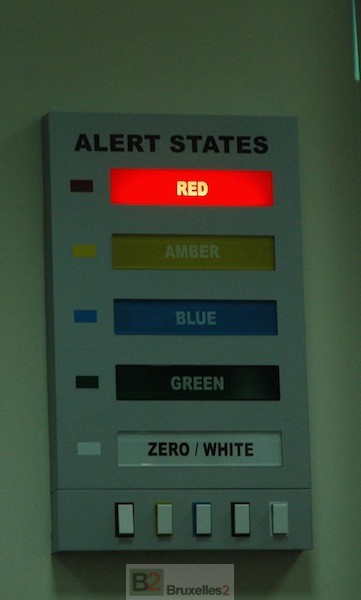 ALERT STATES
RED
AMBER
BLUE
GREEN
ZERO / WHITE
B2 Bruxelles2